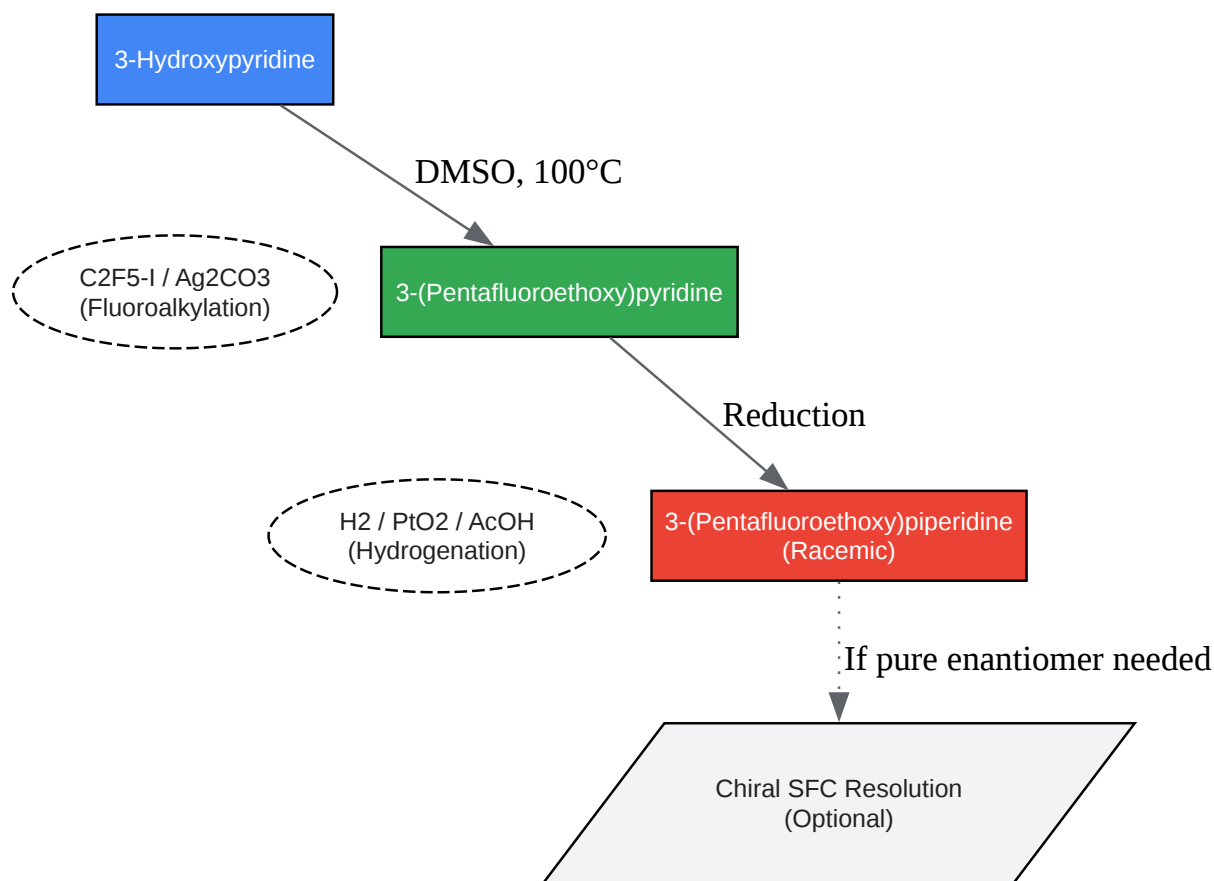 3-Hydroxypyridine
DMSO, 100°C
C2F5-I / Ag2CO3
(Fluoroalkylation)
3-(Pentafluoroethoxy)pyridine
Reduction
H2 / PtO2 / AcOH
(Hydrogenation)
3-(Pentafluoroethoxy)piperidine
(Racemic)
If pure enantiomer needed
Chiral SFC Resolution
(Optional)